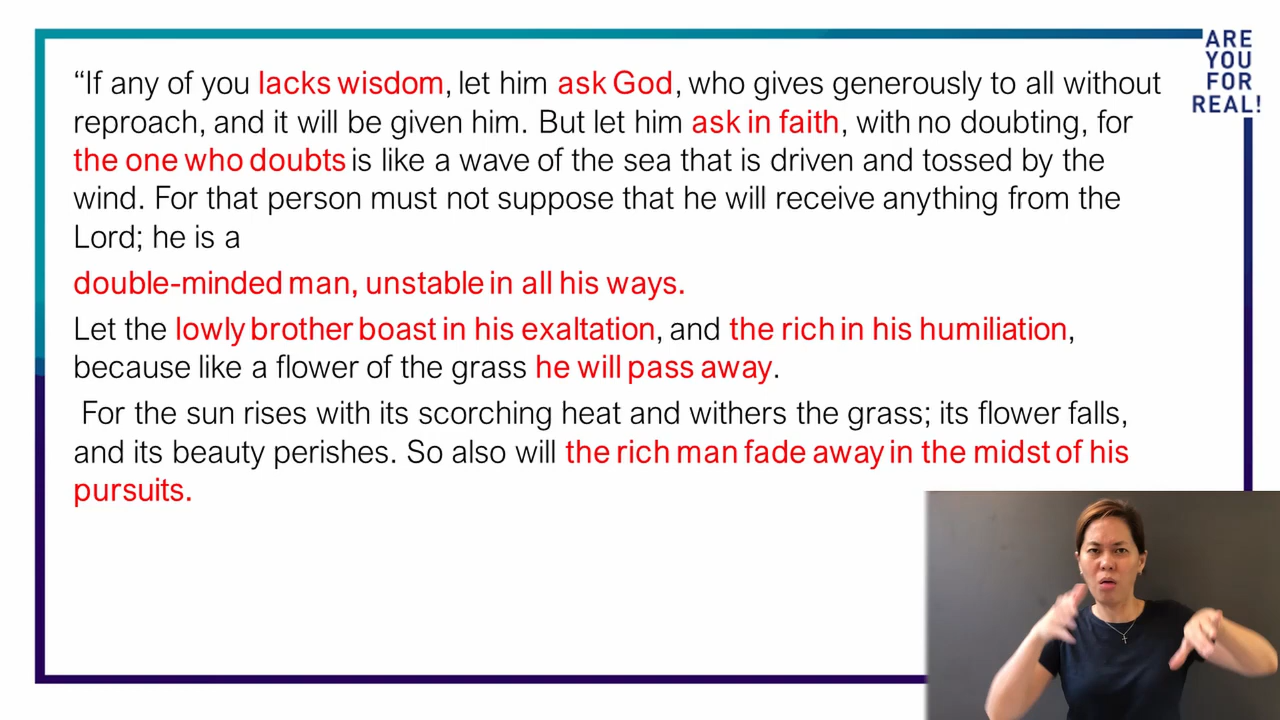 “If any of you lacks wisdom, let him ask God, who gives generously to all without
reproach, and it will be given him. But let him ask in faith, with no doubting, for
the one who doubts is like a wave of the sea that is driven and tossed by the
wind. For that person must not suppose that he will receive anything from the
Lord; he is a
double-minded man, unstable in all his ways.
Let the lowly brother boast in his exaltation, and the rich in his humiliation,
because like a flower of the grass he will pass away.
For the sun rises with its scorching heat and withers the grass; its flower falls,
and its beauty perishes. So also will the rich man fade away in the midst of his
pursuits.
ARE
YOU
FOR
REAL!